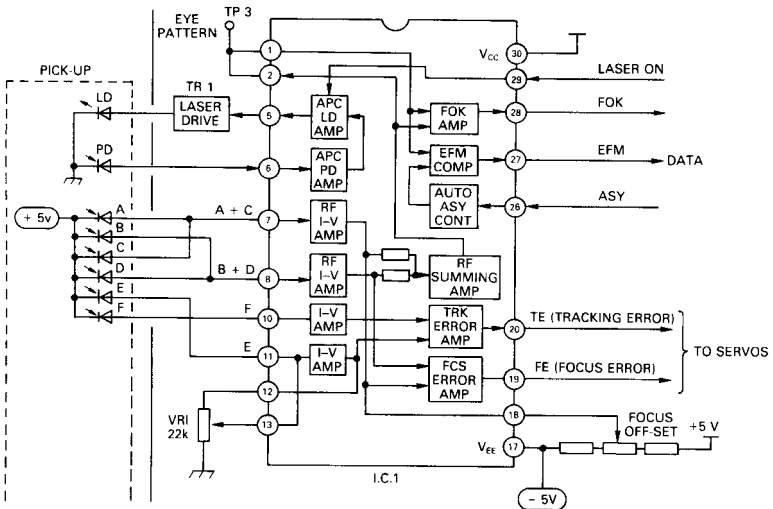 TP 3
EYE
PATTERN
PICK-UP
LD
PD
+ 5v
A
B
C
D
E
F
TR 1
LASER
DRIVE
A + C
B + D
F
E
VRI
22k
1
2
5
6
7
8
10
11
12
13
APC
LD
AMP
APC
PD
AMP
RF
I–V
AMP
RF
I–V
AMP
I–V
AMP
I–V
AMP
FOK
AMP
EFM
COMP
AUTO
ASY
CONT
RF
SUMMING
AMP
TRK
ERROR
AMP
FCS
ERROR
AMP
I.C.1
VCC
30
29
28
27
26
20
19
18
VEE
17
LASER ON
FOK
EFM
DATA
ASY
TE (TRACKING ERROR)
FE (FOCUS ERROR)
TO SERVOS
FOCUS
OFF-SET
+5 V
– 5V